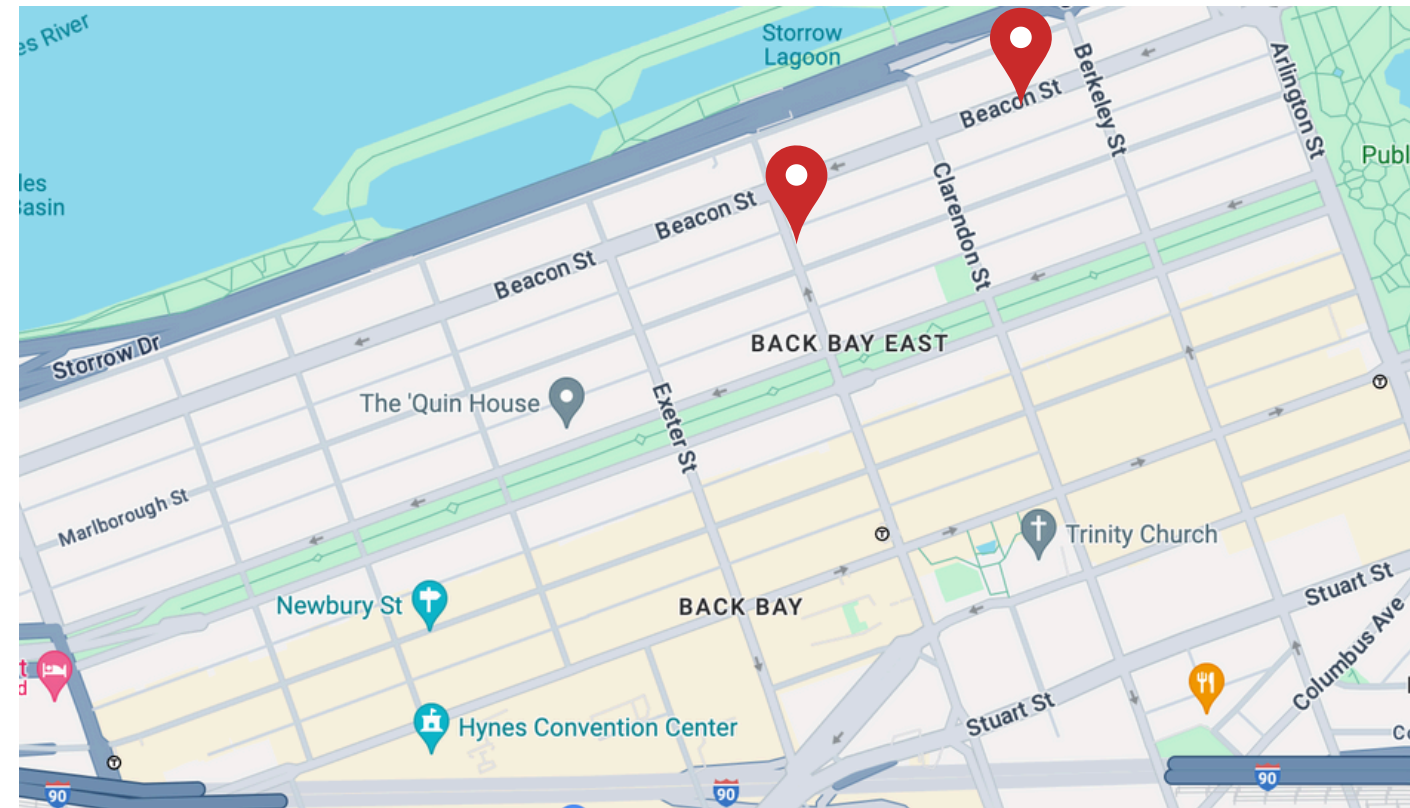 es River
Storrow
Lagoon
Beacon St
Berkeley St
Arlington St
Publ
les
Basin
Clarendon St
Beacon St
Beacon St
Storrow Dr
BACK BAY EAST
The 'Quin House
Exeter St
Marlborough St
Trinity Church
Newbury St
BACK BAY
Stuart St
Columbus Ave
t
d
Stuart St
Hynes Convention Center
Co
90
90
90
T
T
T